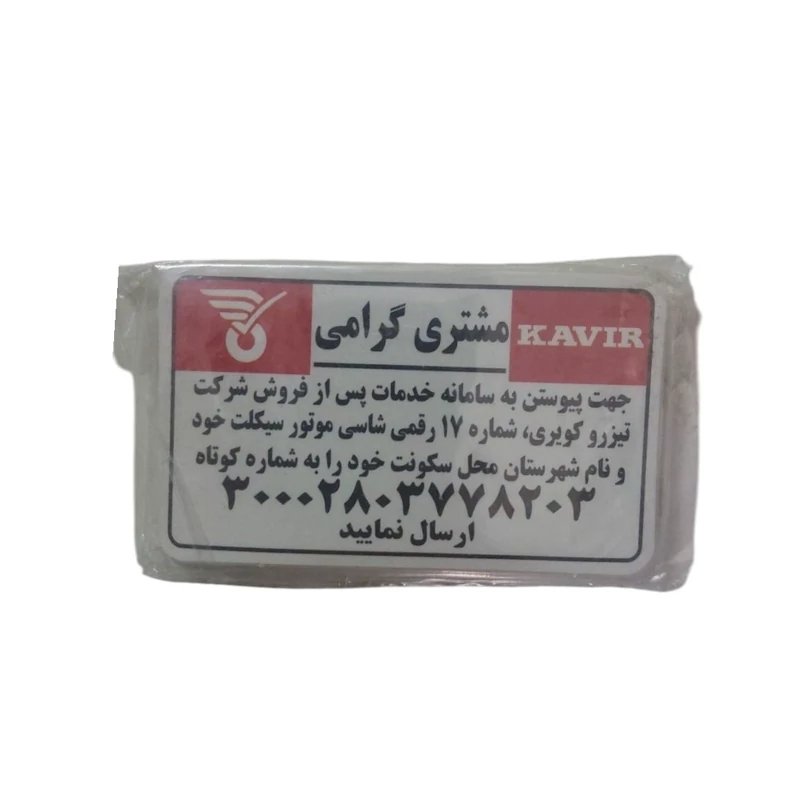 مشتری گرامی
KAVIR
جهت پیوستن به سامانه خدمات پس از فروش شرکت
تیزرو کویری، شماره ۱۷ رقمی شاسی موتور سیکلت خود
و نام شهرستان محل سکونت خود را به شماره کوتاه
۳۰۰۰۲۸۰۳۷۷۸۲۰۳
ارسال نمایید